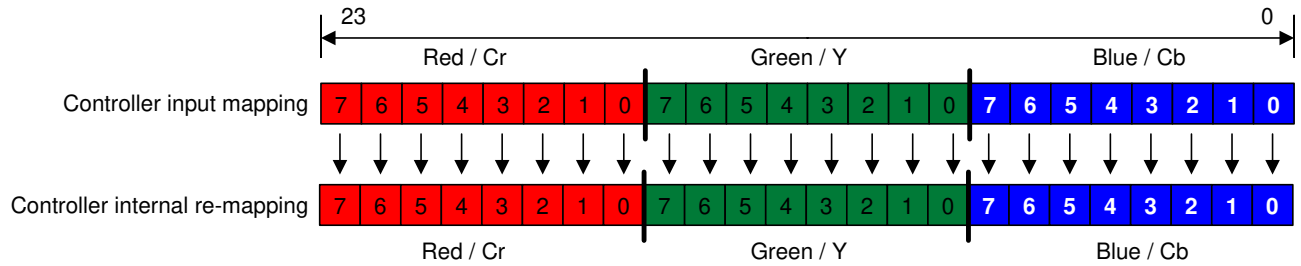 23 0
Red / Cr Green / Y Blue / Cb
Controller input mapping 7 6 5 4 3 2 1 0 7 6 5 4 3 2 1 0 7 6 5 4 3 2 1 0
Controller internal re-mapping 7 6 5 4 3 2 1 0 7 6 5 4 3 2 1 0 7 6 5 4 3 2 1 0
Red / Cr Green / Y Blue / Cb